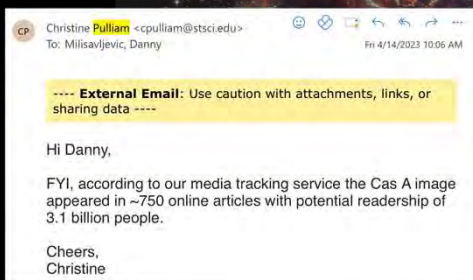 CP
Christine Pulliam <cpulliam@stsci.edu>
To: Milisavljevic, Danny
Fri 4/14/2023 10:06 AM
---- External Email: Use caution with attachments, links, or
sharing data ----
Hi Danny,
FYI, according to our media tracking service the Cas A image
appeared in ~750 online articles with potential readership of
3.1 billion people.
Cheers,
Christine